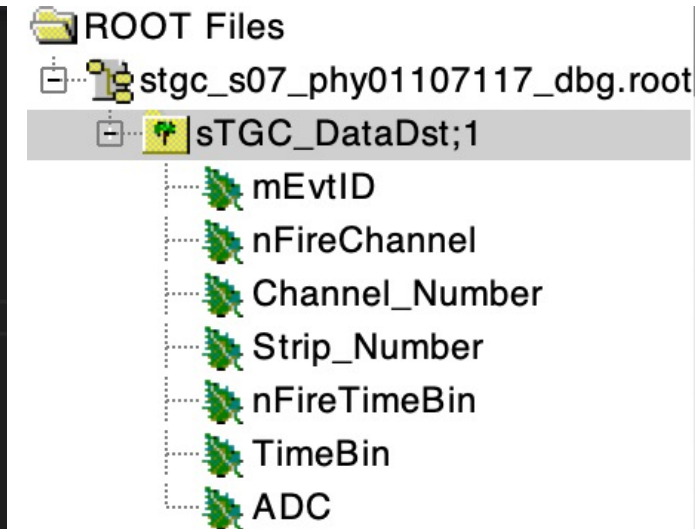 ROOT Files
stgc_s07_phy01107117_dbg.root
sTGC_DataDst;1
mEvtID
nFireChannel
Channel_Number
Strip_Number
nFireTimeBin
TimeBin
ADC